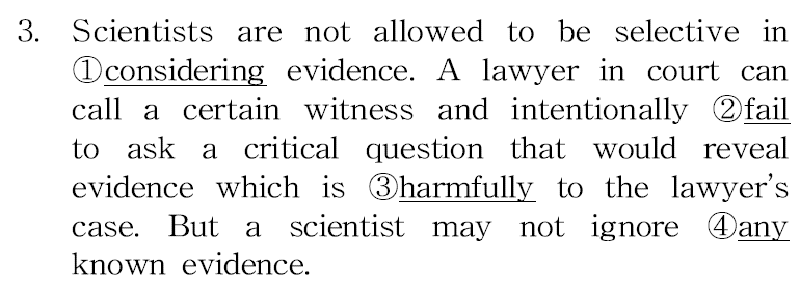 3. Scientists are not allowed to be selective in
①considering evidence. A lawyer in court can
call a certain witness and intentionally ②fail
to ask a critical question that would reveal
evidence which is ③harmfully to the lawyer's
case. But a scientist may not ignore ④any
known evidence.